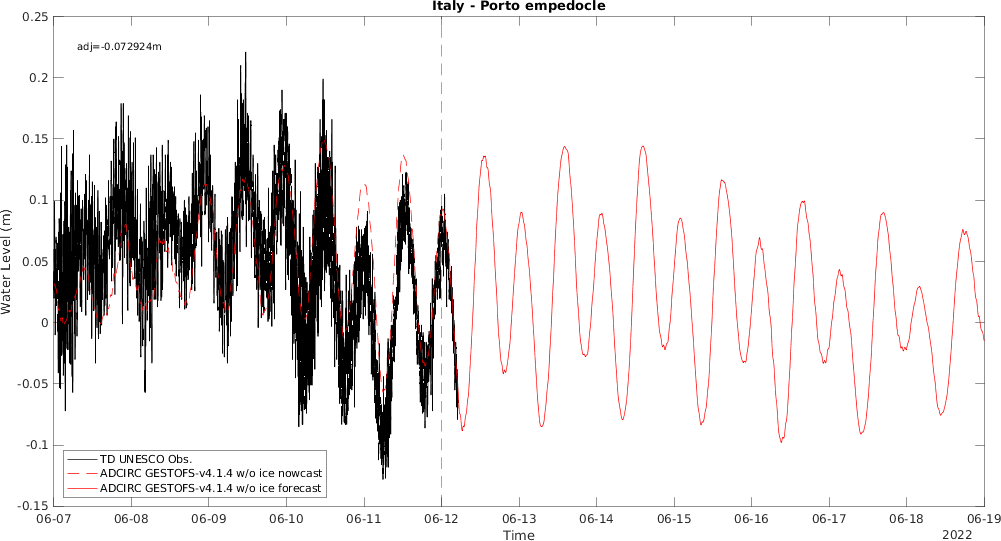 Italy - Porto empedocle
adj=-0.072924m
0.25
0.2
0.15
0.1
0.05
0
-0.05
-0.1
-0.15
Water Level (m)
TD UNESCO Obs.
ADCIRC GESTOFS-v4.1.4 w/o ice nowcast
ADCIRC GESTOFS-v4.1.4 w/o ice forecast
06-07 06-08 06-09 06-10 06-11 06-12 06-13 06-14 06-15 06-16 06-17 06-18 06-19
Time
2022